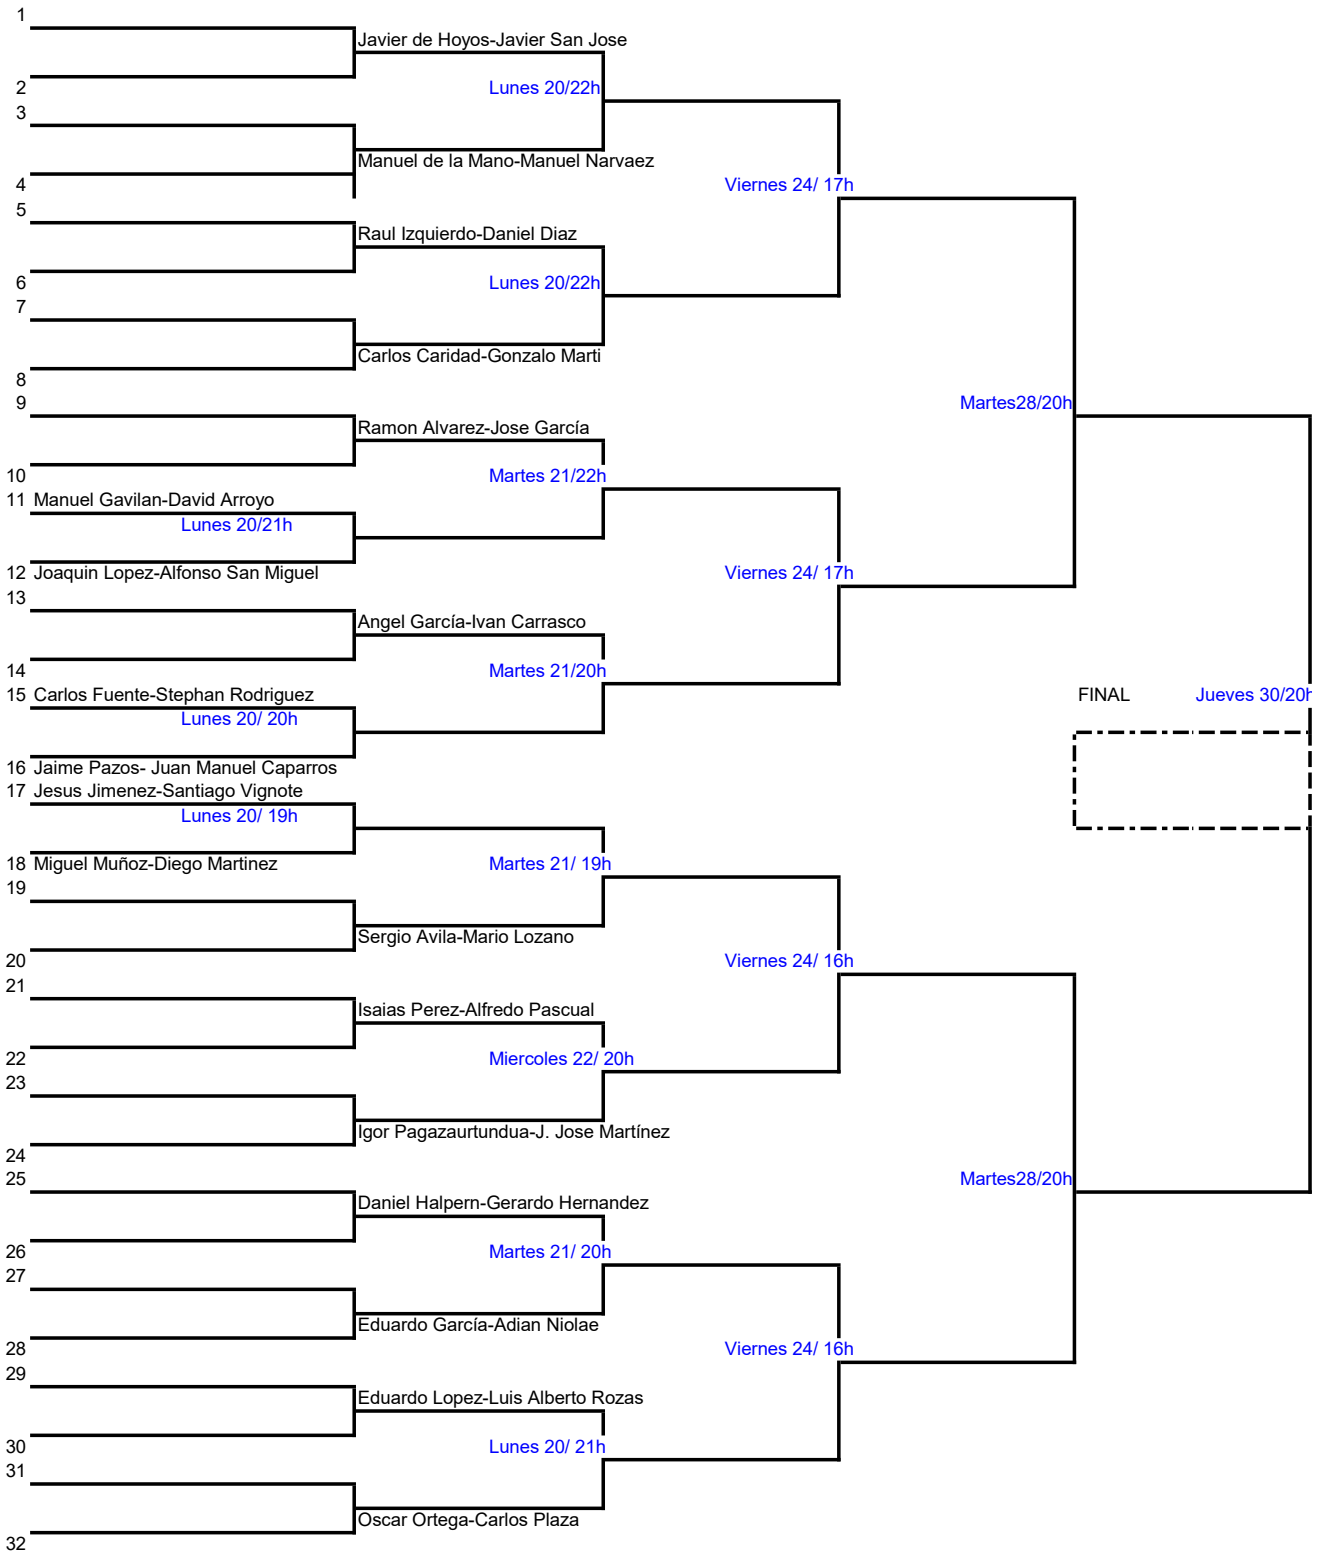 1
Javier de Hoyos-Javier San Jose
2
Lunes 20/22h
3
Manuel de la Mano-Manuel Narvaez
4
Viernes 24/ 17h
5
Raul Izquierdo-Daniel Diaz
6
Lunes 20/22h
7
Carlos Caridad-Gonzalo Marti
8
9
Martes28/20h
Ramon Alvarez-Jose García
10
Martes 21/22h
11 Manuel Gavilan-David Arroyo
Lunes 20/21h
12 Joaquin Lopez-Alfonso San Miguel
Viernes 24/ 17h
13
Angel García-Ivan Carrasco
14
Martes 21/20h
15 Carlos Fuente-Stephan Rodriguez
FINAL
Jueves 30/20h
Lunes 20/ 20h
16 Jaime Pazos- Juan Manuel Caparros
17 Jesus Jimenez-Santiago Vignote
Lunes 20/ 19h
18 Miguel Muñoz-Diego Martinez
Martes 21/ 19h
19
Sergio Avila-Mario Lozano
20
Viernes 24/ 16h
21
Isaias Perez-Alfredo Pascual
22
Miercoles 22/ 20h
23
Igor Pagazaurtundua-J. Jose Martínez
24
25
Martes28/20h
Daniel Halpern-Gerardo Hernandez
26
Martes 21/ 20h
27
Eduardo García-Adian Niolae
28
Viernes 24/ 16h
29
Eduardo Lopez-Luis Alberto Rozas
30
Lunes 20/ 21h
31
Oscar Ortega-Carlos Plaza
32